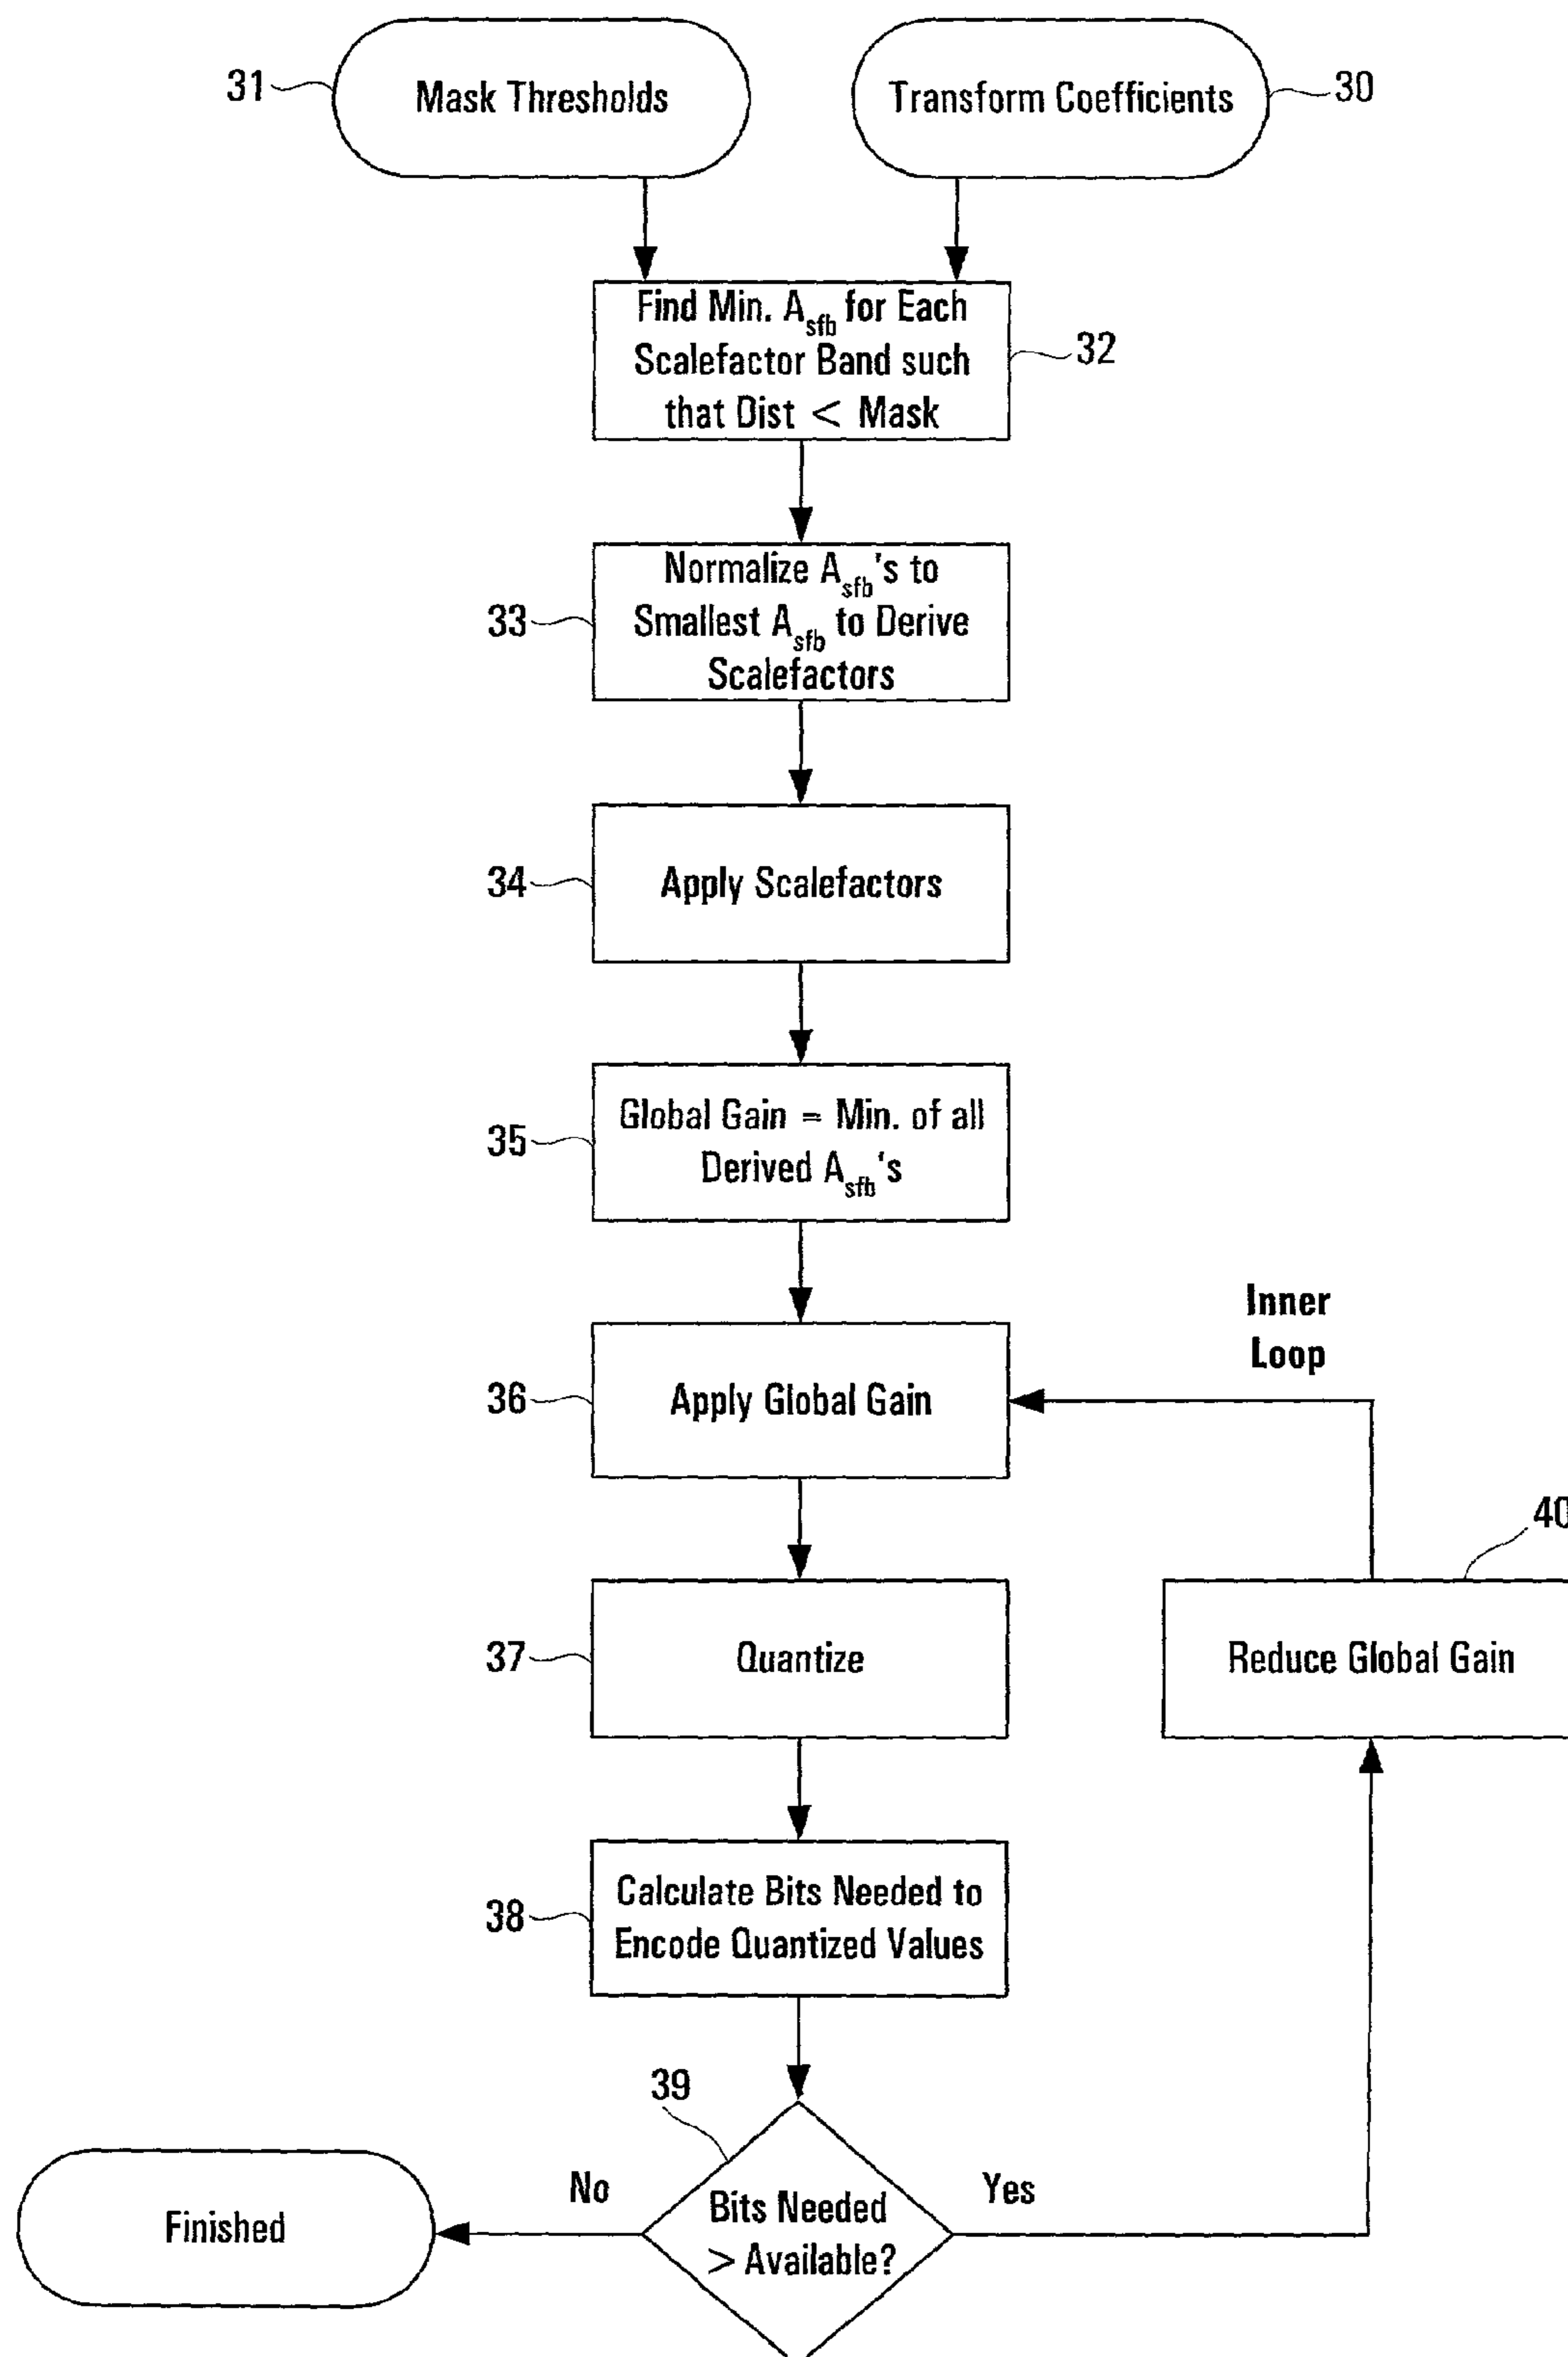 31
Mask Thresholds
Transform Coefficients
30
Find Min. Asfb for Each
Scalefactor Band such
that Dist < Mask
32
33
Normalize Asfb's to
Smallest Asfb to Derive
Scalefactors
34
Apply Scalefactors
35
Global Gain = Min. of all
Derived Asfb's
Inner
Loop
36
Apply Global Gain
40
37
Quantize
Reduce Global Gain
38
Calculate Bits Needed to
Encode Quantized Values
39
No
Yes
Bits Needed
> Available?
Finished